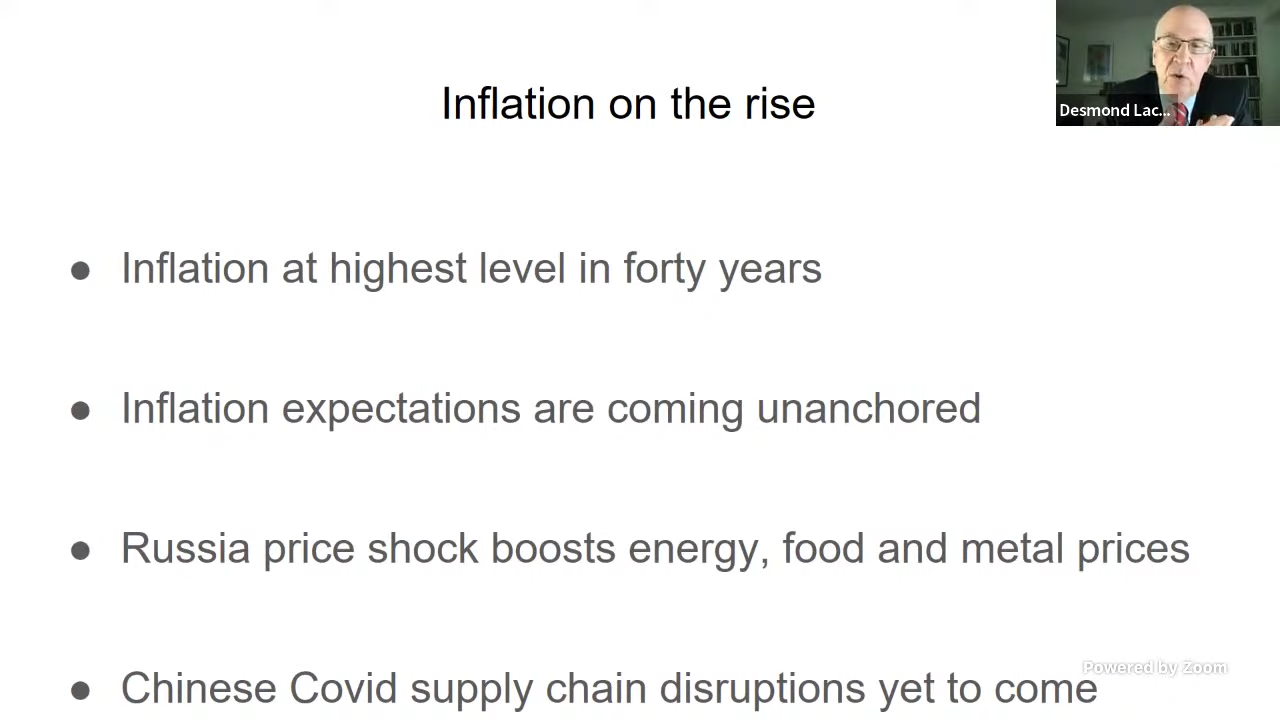 Inflation on the rise
Desmond Lac...
● Inflation at highest level in forty years
● Inflation expectations are coming unanchored
● Russia price shock boosts energy, food and metal prices
● Chinese Covid supply chain disruptions yet to come
Powered by Zoom